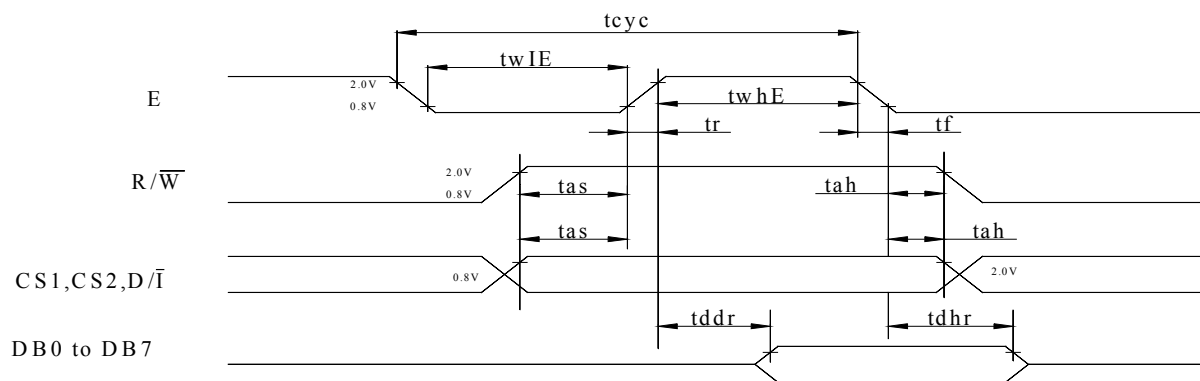 tcyc
twIE
2.0V
E
0.8V
twhE
tr
tf
R/W̅
2.0V
0.8V
tas
tah
tas
tah
CS1,CS2,D/I̅
0.8V
2.0V
tddr
tdhr
DB0 to DB7